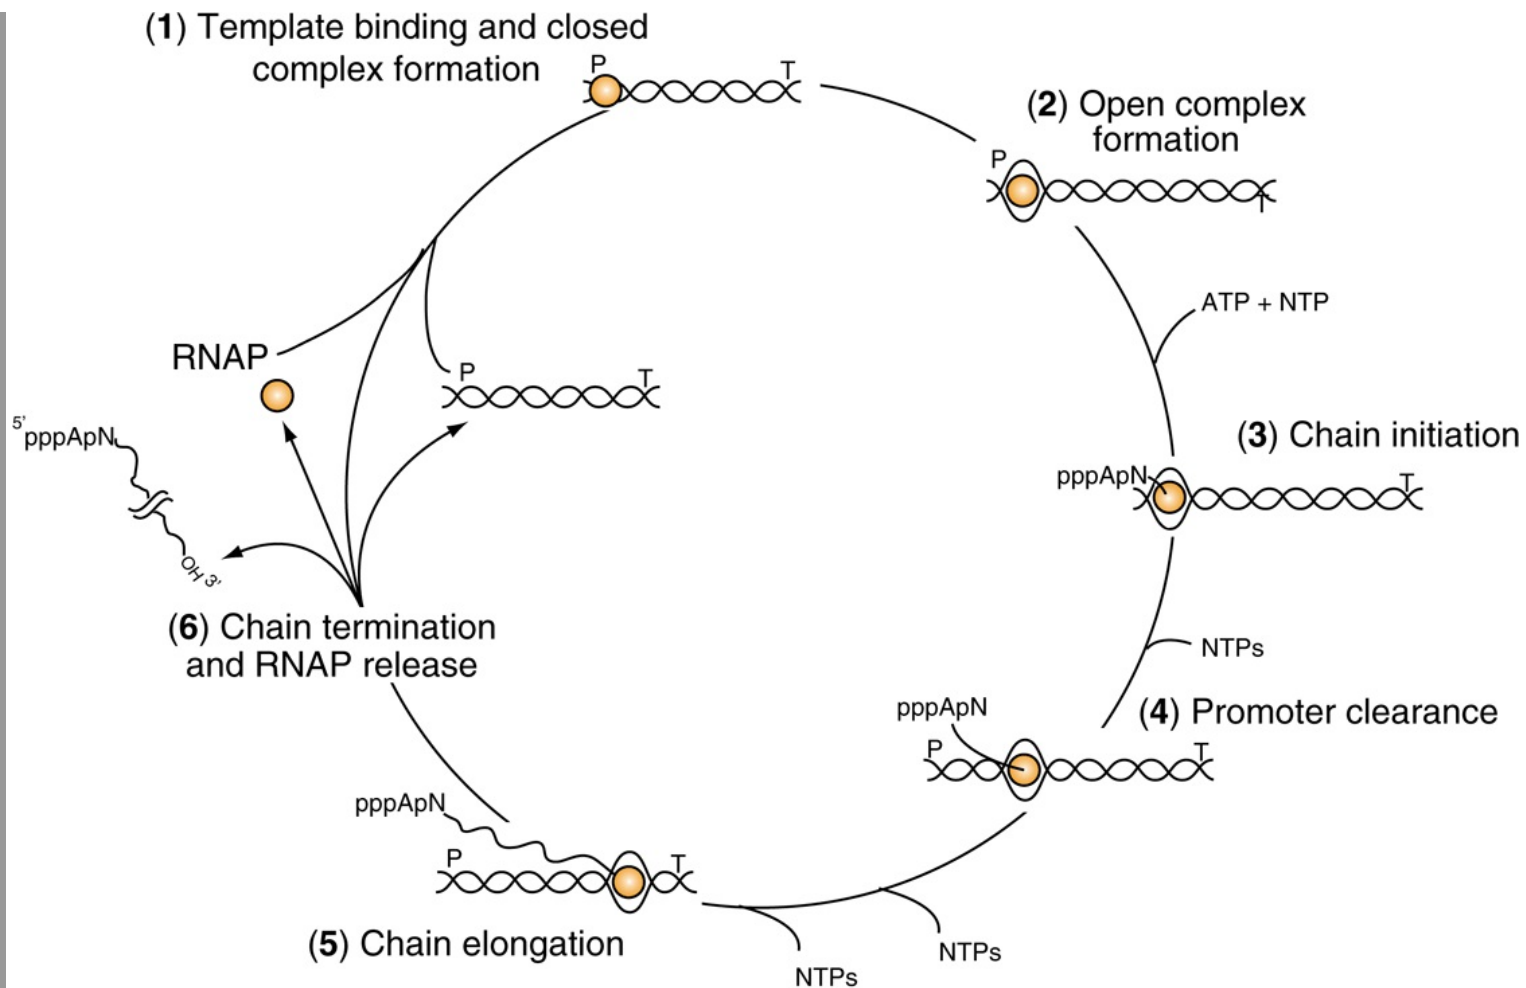 (1) Template binding and closed
complex formation
P
T
(2) Open complex
formation
P
T
ATP + NTP
RNAP
P
T
5'
pppApN
OH 3'
(3) Chain initiation
pppApN
T
NTPs
(6) Chain termination
and RNAP release
(4) Promoter clearance
pppApN
P
T
pppApN
P
T
(5) Chain elongation
NTPs
NTPs